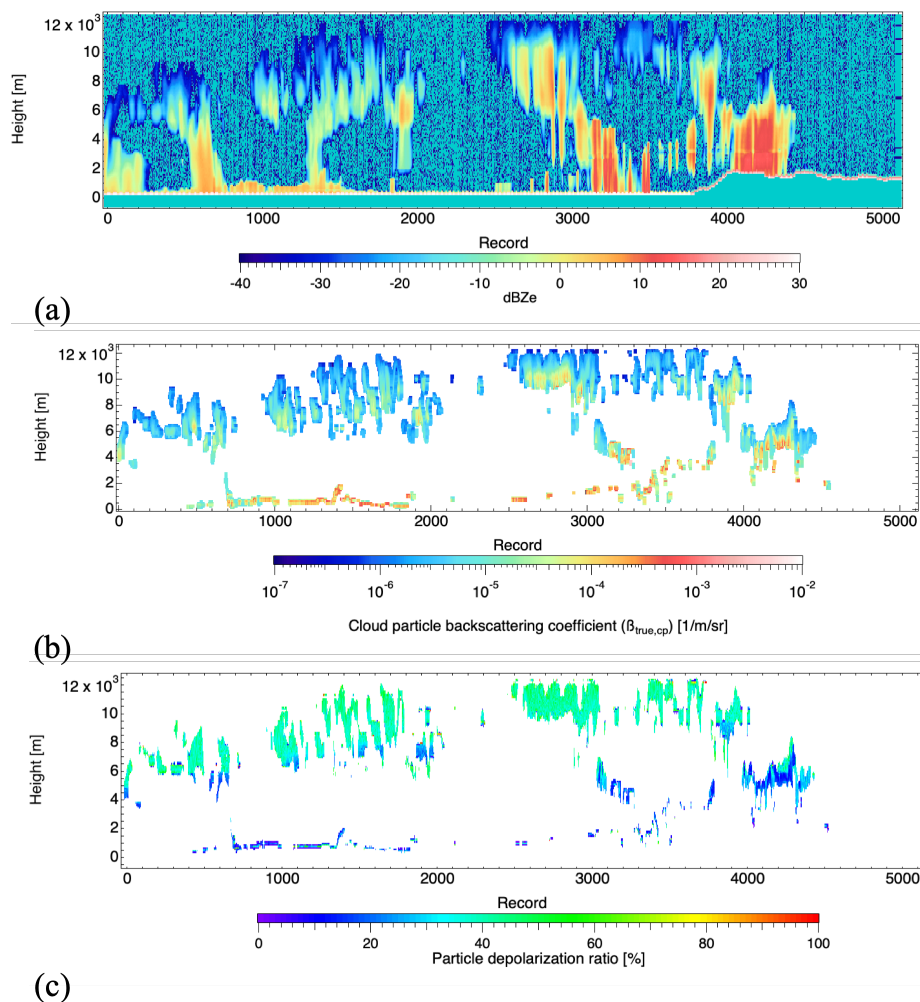 12 x 10³
10
8
6
4
2
0
Height [m]
0 1000 2000 3000 4000 5000
Record
-40 -30 -20 -10 0 10 20 30
dBZe
(a)
12 x 10³
10
8
6
4
2
0
Height [m]
0 1000 2000 3000 4000 5000
Record
10⁻⁷ 10⁻⁶ 10⁻⁵ 10⁻⁴ 10⁻³ 10⁻²
Cloud particle backscattering coefficient (ßtrue,cp) [1/m/sr]
(b)
12 x 10³
10
8
6
4
2
0
Height [m]
0 1000 2000 3000 4000 5000
Record
0 20 40 60 80 100
Particle depolarization ratio [%]
(c)